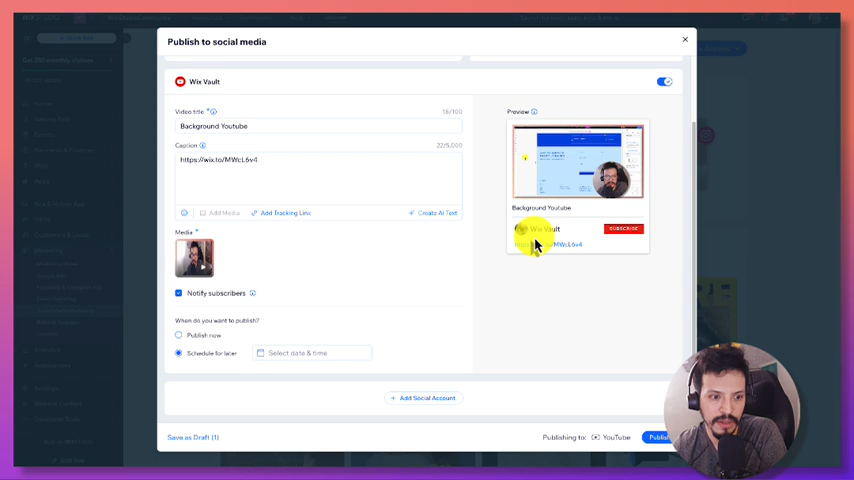 Publish to social media
Wix Vault
Video title *
18/100
Background Youtube
Caption
22/5,000
https://wix.to/MWcL6v4
Add Media
Add Tracking Link
Create AI Text
Media *
Notify subscribers
When do you want to publish?
Publish now
Schedule for later
Select date & time
Preview
Background Youtube
Wix Vault
SUBSCRIBE
+ Add Social Account
Save as Draft (1)
Publishing to: YouTube
Publish